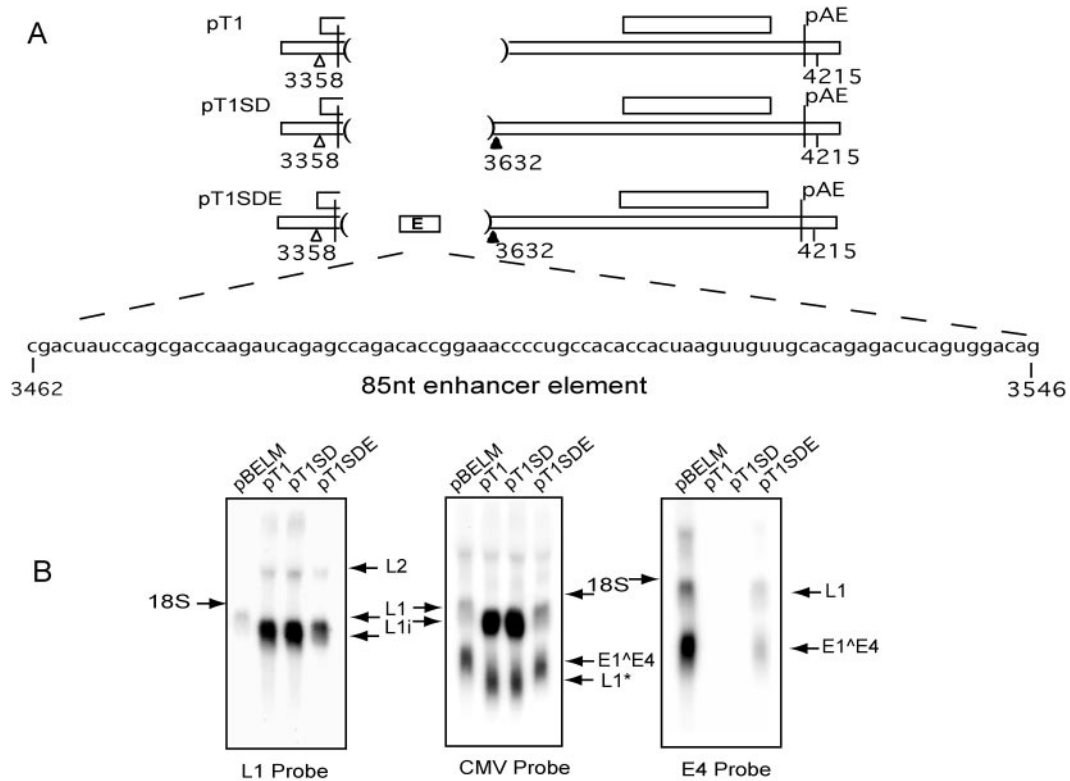 A
pT1
pAE
3358
4215
pT1SD
pAE
3358
3632
4215
pT1SDE
pAE
E
3358
3632
4215
cgacuauccagcgaccaagaucagagccagacaccggaaaccccugccacaccacuaaguuguugcacagagacucaguggacag
3462
85nt enhancer element
3546
B
pBELM pT1 pT1SD pT1SDE
pBELM pT1 pT1SD pT1SDE
pBELM pT1 pT1SD pT1SDE
18S
L2
L1
L1i
18S
E1^E4
L1*
L1
E1^E4
L1 Probe
CMV Probe
E4 Probe